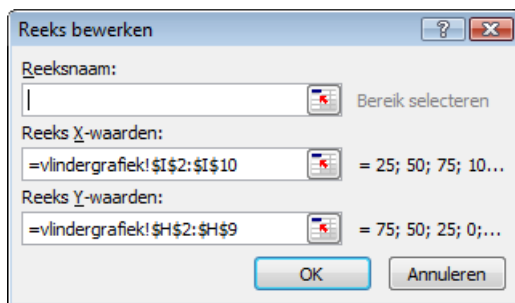 Reeks bewerken
Reeksnaam:
Bereik selecteren
Reeks X-waarden:
=vlindergrafiek!$I$2:$I$10 = 25; 50; 75; 10...
Reeks Y-waarden:
=vlindergrafiek!$H$2:$H$9 = 75; 50; 25; 0;...
OK Annuleren